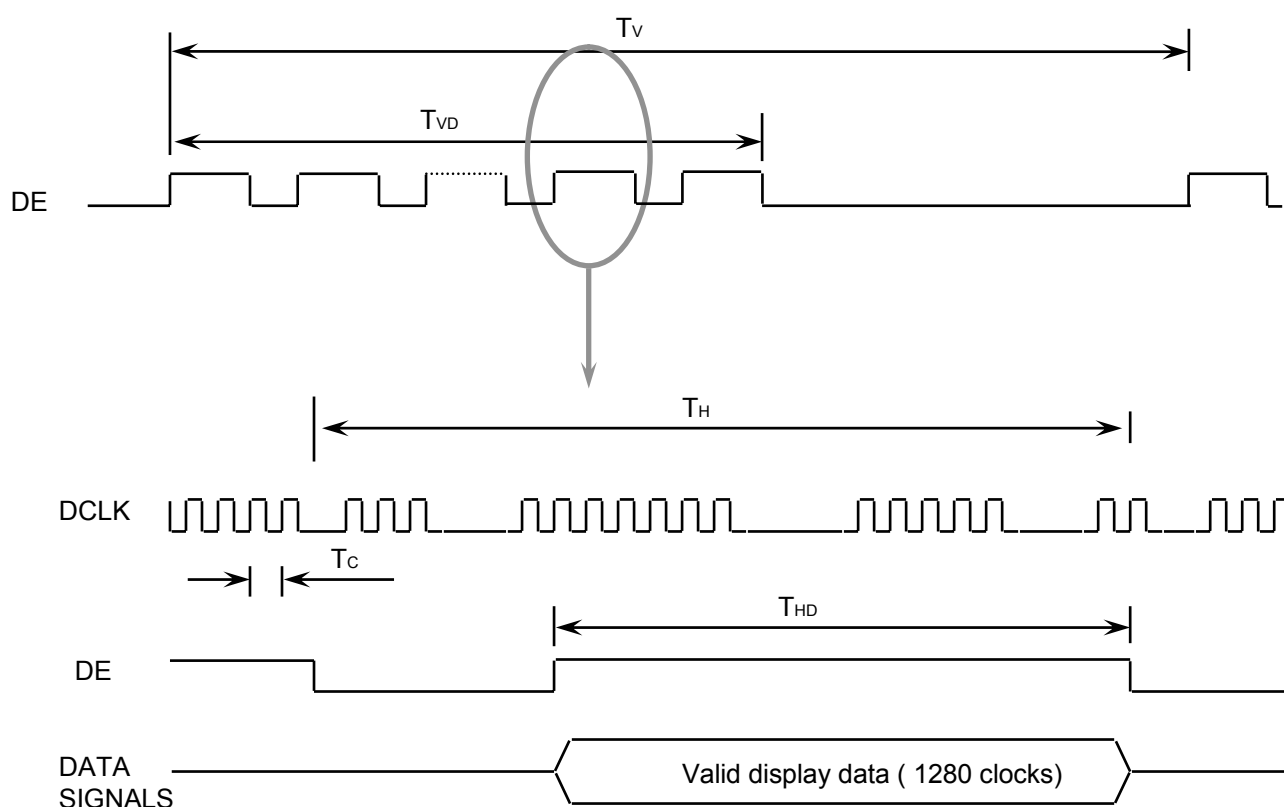 TV
TVD
DE
TH
DCLK
TC
THD
DE
DATA
SIGNALS
Valid display data ( 1280 clocks)